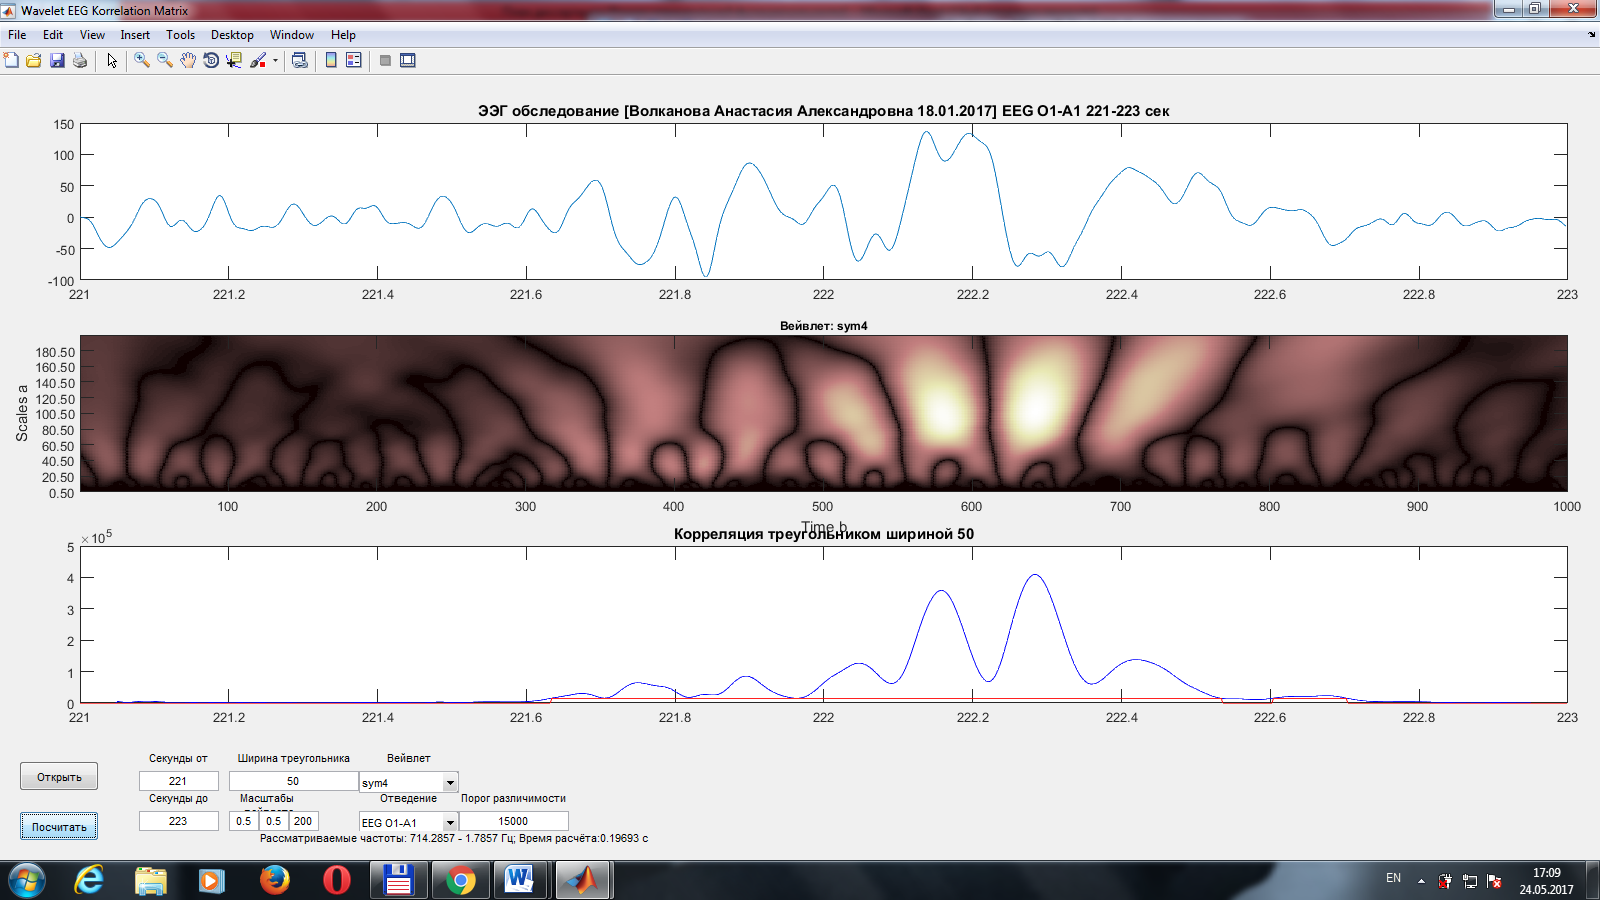 Wavelet EEG Korrelation Matrix
File Edit View Insert Tools Desktop Window Help
ЭЭГ обследование [Волканова Анастасия Александровна 18.01.2017] EEG O1-A1 221-223 сек
150
100
50
0
-50
-100
221 221.2 221.4 221.6 221.8 222 222.2 222.4 222.6 222.8 223
Вейвлет: sym4
Scales a
180.50
160.50
140.50
120.50
100.50
80.50
60.50
40.50
20.50
0.50
100 200 300 400 500 600 700 800 900 1000
Time b
Корреляция треугольником шириной 50
×10^5
5
4
3
2
1
0
221 221.2 221.4 221.6 221.8 222 222.2 222.4 222.6 222.8 223
Открыть
Посчитать
Секунды от Ширина треугольника Вейвлет
221 50 sym4
Секунды до Масштабы Отведение Порог различимости
223 0.5 0.5 200 EEG O1-A1 15000
Рассматриваемые частоты: 714.2857 - 1.7857 Гц; Время расчёта:0.19693 с
EN 17:09
24.05.2017